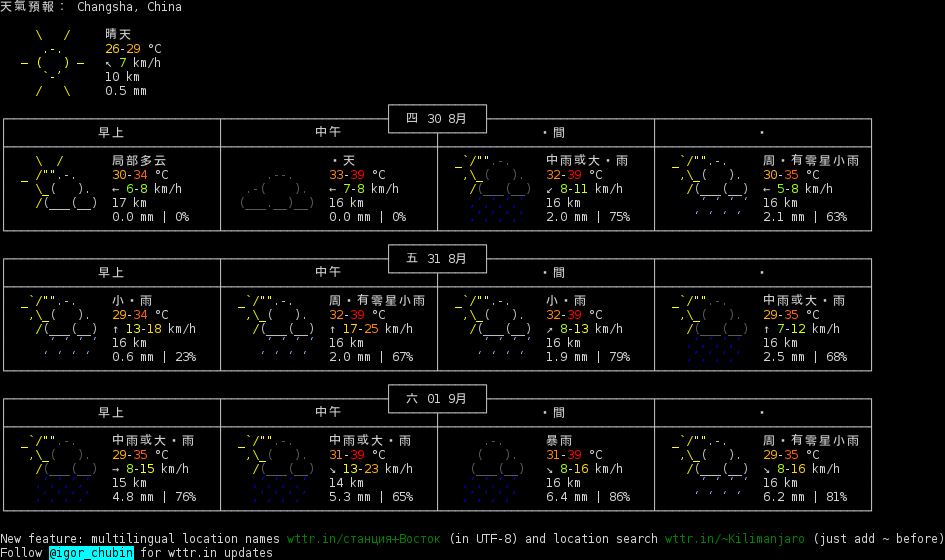 天氣預報： Changsha, China
晴天
26-29 °C
↖ 7 km/h
10 km
0.5 mm
四 30 8月
早上 中午 ・間 ・
局部多云 ・天 中雨或大・雨 周・有零星小雨
30-34 °C 33-39 °C 32-39 °C 30-35 °C
← 6-8 km/h ← 7-8 km/h ↙ 8-11 km/h ← 5-8 km/h
17 km 16 km 16 km 16 km
0.0 mm | 0% 0.0 mm | 0% 2.0 mm | 75% 2.1 mm | 63%
五 31 8月
早上 中午 ・間 ・
小・雨 周・有零星小雨 小・雨 中雨或大・雨
29-34 °C 32-39 °C 32-39 °C 29-35 °C
↑ 13-18 km/h ↑ 17-25 km/h ↗ 8-13 km/h ↑ 7-12 km/h
16 km 16 km 16 km 16 km
0.6 mm | 23% 2.0 mm | 67% 1.9 mm | 79% 2.5 mm | 68%
六 01 9月
早上 中午 ・間 ・
中雨或大・雨 中雨或大・雨 暴雨 周・有零星小雨
29-35 °C 31-39 °C 31-39 °C 29-35 °C
→ 8-15 km/h ↘ 13-23 km/h ↘ 8-16 km/h ↘ 8-16 km/h
15 km 14 km 16 km 16 km
4.8 mm | 76% 5.3 mm | 65% 6.4 mm | 86% 6.2 mm | 81%
New feature: multilingual location names wttr.in/станция+Восток (in UTF-8) and location search wttr.in/~Kilimanjaro (just add ~ before)
Follow @igor_chubin for wttr.in updates